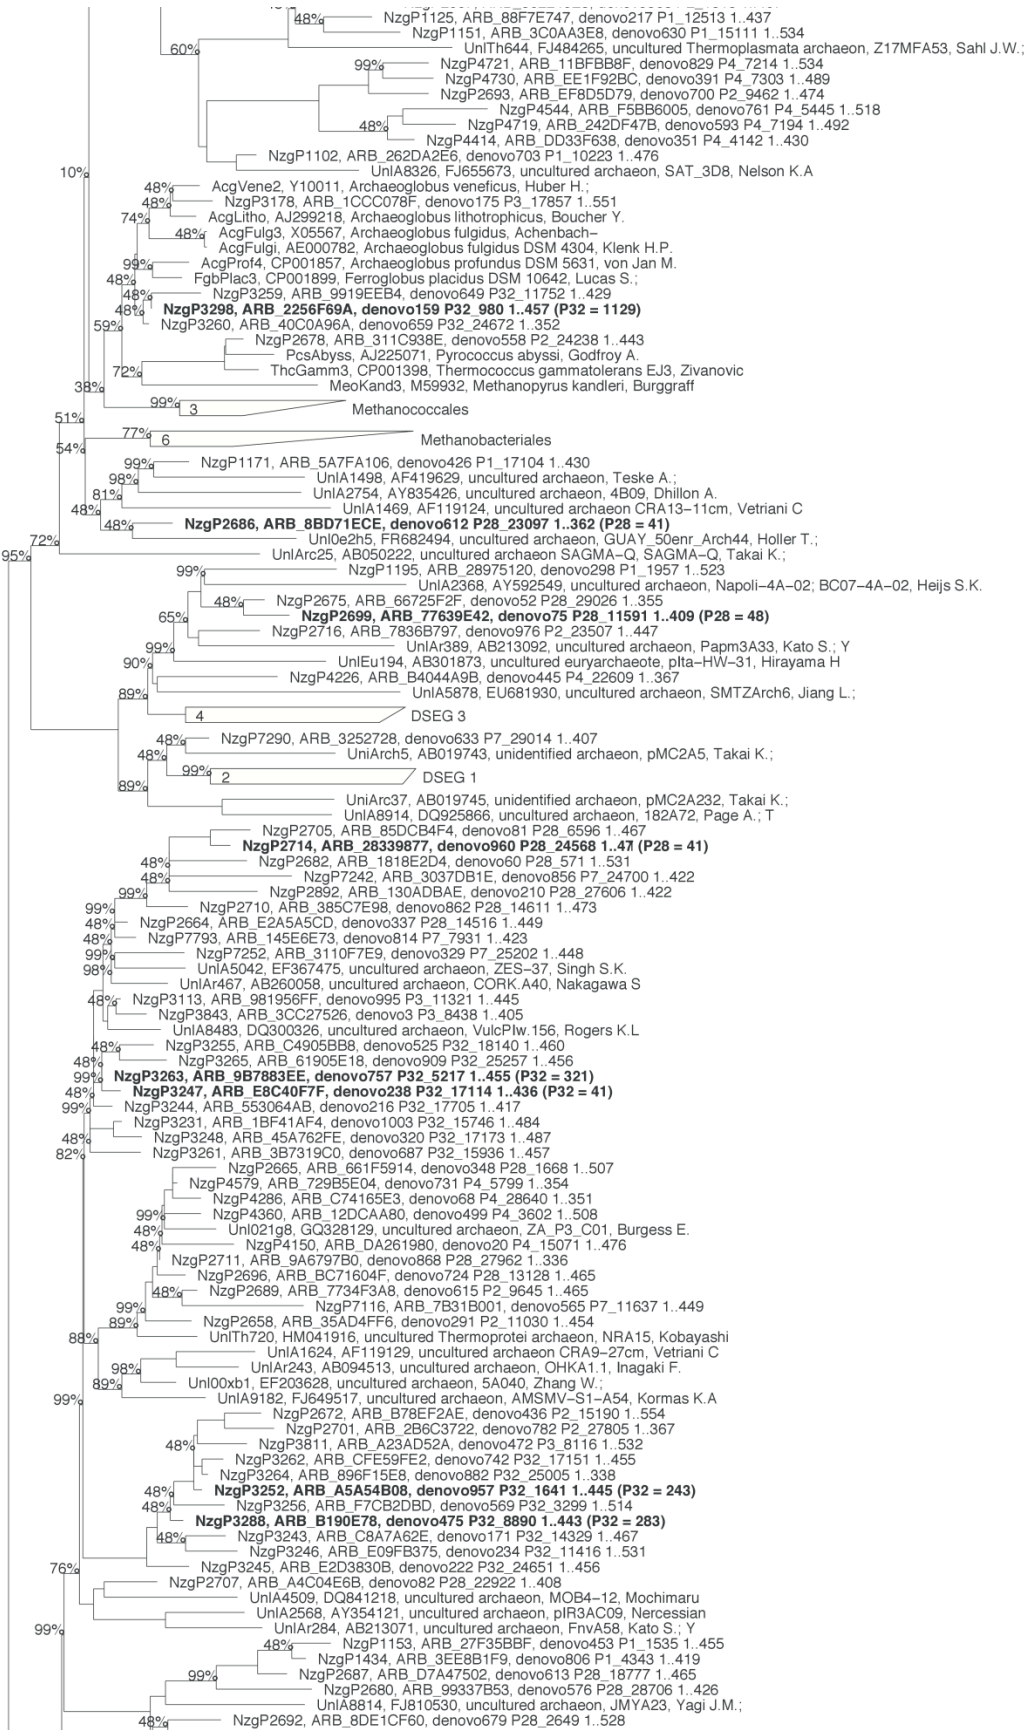 48% NzgP1125, ARB_88F7E747, denovo217 P1_12513 1..437
NzgP1151, ARB_3C0AA3E8, denovo630 P1_15111 1..534
60% UnlTh644, FJ484265, uncultured Thermoplasmata archaeon, Z17MFA53, Sahl J.W.;
99% NzgP4721, ARB_11BFBB8F, denovo829 P4_7214 1..534
NzgP4730, ARB_EE1F92BC, denovo391 P4_7303 1..489
NzgP2693, ARB_EF8D5D79, denovo700 P2_9462 1..474
NzgP4544, ARB_F5BB6005, denovo761 P4_5445 1..518
48% NzgP4719, ARB_242DF47B, denovo593 P4_7194 1..492
NzgP4414, ARB_DD33F638, denovo351 P4_4142 1..430
NzgP1102, ARB_262DA2E6, denovo703 P1_10223 1..476
10% UnlA8326, FJ655673, uncultured archaeon, SAT_3D8, Nelson K.A
48% AcgVene2, Y10011, Archaeoglobus veneficus, Huber H.;
48% NzgP3178, ARB_1CCC078F, denovo175 P3_17857 1..551
74% AcgLitho, AJ299218, Archaeoglobus lithotrophicus, Boucher Y.
48% AcgFulg3, X05567, Archaeoglobus fulgidus, Achenbach−
AcgFulgi, AE000782, Archaeoglobus fulgidus DSM 4304, Klenk H.P.
99% AcgProf4, CP001857, Archaeoglobus profundus DSM 5631, von Jan M.
48% FgbPlac3, CP001899, Ferroglobus placidus DSM 10642, Lucas S.;
48% NzgP3259, ARB_9919EEB4, denovo649 P32_11752 1..429
48% NzgP3298, ARB_2256F69A, denovo159 P32_980 1..457 (P32 = 1129)
59% NzgP3260, ARB_40C0A96A, denovo659 P32_24672 1..352
NzgP2678, ARB_311C938E, denovo558 P2_24238 1..443
PcsAbyss, AJ225071, Pyrococcus abyssi, Godfroy A.
72% ThcGamm3, CP001398, Thermococcus gammatolerans EJ3, Zivanovic
38% MeoKand3, M59932, Methanopyrus kandleri, Burggraff
99% 3 Methanococcales
51%
77% 6 Methanobacteriales
54%
99% NzgP1171, ARB_5A7FA106, denovo426 P1_17104 1..430
98% UnlA1498, AF419629, uncultured archaeon, Teske A.;
81% UnlA2754, AY835426, uncultured archaeon, 4B09, Dhillon A.
48% UnlA1469, AF119124, uncultured archaeon CRA13−11cm, Vetriani C
48% NzgP2686, ARB_8BD71ECE, denovo612 P28_23097 1..362 (P28 = 41)
72% Unl0e2h5, FR682494, uncultured archaeon, GUAY_50enr_Arch44, Holler T.;
95% UnlArc25, AB050222, uncultured archaeon SAGMA−Q, SAGMA−Q, Takai K.;
99% NzgP1195, ARB_28975120, denovo298 P1_1957 1..523
UnlA2368, AY592549, uncultured archaeon, Napoli−4A−02; BC07−4A−02, Heijs S.K.
48% NzgP2675, ARB_66725F2F, denovo52 P28_29026 1..355
65% NzgP2699, ARB_77639E42, denovo75 P28_11591 1..409 (P28 = 48)
NzgP2716, ARB_7836B797, denovo976 P2_23507 1..447
99% UnlAr389, AB213092, uncultured archaeon, Papm3A33, Kato S.; Y
90% UnlEu194, AB301873, uncultured euryarchaeote, pIta−HW−31, Hirayama H
NzgP4226, ARB_B4044A9B, denovo445 P4_22609 1..367
89% UnlA5878, EU681930, uncultured archaeon, SMTZArch6, Jiang L.;
4 DSEG 3
48% NzgP7290, ARB_3252728, denovo633 P7_29014 1..407
48% UniArch5, AB019743, unidentified archaeon, pMC2A5, Takai K.;
99% 2 DSEG 1
89%
UniArc37, AB019745, unidentified archaeon, pMC2A232, Takai K.;
UnlA8914, DQ925866, uncultured archaeon, 182A72, Page A.; T
NzgP2705, ARB_85DCB4F4, denovo81 P28_6596 1..467
NzgP2714, ARB_28339877, denovo960 P28_24568 1..47 (P28 = 41)
48% NzgP2682, ARB_1818E2D4, denovo60 P28_571 1..531
48% NzgP7242, ARB_3037DB1E, denovo856 P7_24700 1..422
99% NzgP2892, ARB_130ADBAE, denovo210 P28_27606 1..422
99% NzgP2710, ARB_385C7E98, denovo862 P28_14611 1..473
48% NzgP2664, ARB_E2A5A5CD, denovo337 P28_14516 1..449
48% NzgP7793, ARB_145E6E73, denovo814 P7_7931 1..423
99% NzgP7252, ARB_3110F7E9, denovo329 P7_25202 1..448
98% UnlA5042, EF367475, uncultured archaeon, ZES−37, Singh S.K.
UnlAr467, AB260058, uncultured archaeon, CORK.A40, Nakagawa S
48% NzgP3113, ARB_981956FF, denovo995 P3_11321 1..445
NzgP3843, ARB_3CC27526, denovo3 P3_8438 1..405
UnlA8483, DQ300326, uncultured archaeon, VulcPIw.156, Rogers K.L
48% NzgP3255, ARB_C4905BB8, denovo525 P32_18140 1..460
48% NzgP3265, ARB_61905E18, denovo909 P32_25257 1..456
99% NzgP3263, ARB_9B7883EE, denovo757 P32_5217 1..455 (P32 = 321)
48% NzgP3247, ARB_E8C40F7F, denovo238 P32_17114 1..436 (P32 = 41)
99% NzgP3244, ARB_553064AB, denovo216 P32_17705 1..417
NzgP3231, ARB_1BF41AF4, denovo1003 P32_15746 1..484
48% NzgP3248, ARB_45A762FE, denovo320 P32_17173 1..487
82% NzgP3261, ARB_3B7319C0, denovo687 P32_15936 1..457
NzgP2665, ARB_661F5914, denovo348 P28_1668 1..507
NzgP4579, ARB_729B5E04, denovo731 P4_5799 1..354
NzgP4286, ARB_C74165E3, denovo68 P4_28640 1..351
99% NzgP4360, ARB_12DCAA80, denovo499 P4_3602 1..508
48% Unl021g8, GQ328129, uncultured archaeon, ZA_P3_C01, Burgess E.
48% NzgP4150, ARB_DA261980, denovo20 P4_15071 1..476
NzgP2711, ARB_9A6797B0, denovo868 P28_27962 1..336
NzgP2696, ARB_BC71604F, denovo724 P28_13128 1..465
48% NzgP2689, ARB_7734F3A8, denovo615 P2_9645 1..465
99% NzgP7116, ARB_7B31B001, denovo565 P7_11637 1..449
89% NzgP2658, ARB_35AD4FF6, denovo291 P2_11030 1..454
88% UnlTh720, HM041916, uncultured Thermoprotei archaeon, NRA15, Kobayashi
UnlA1624, AF119129, uncultured archaeon CRA9−27cm, Vetriani C
98% UnlAr243, AB094513, uncultured archaeon, OHKA1.1, Inagaki F.
89% Unl00xb1, EF203628, uncultured archaeon, 5A040, Zhang W.;
99% UnlA9182, FJ649517, uncultured archaeon, AMSMV−S1−A54, Kormas K.A
NzgP2672, ARB_B78EF2AE, denovo436 P2_15190 1..554
NzgP2701, ARB_2B6C3722, denovo782 P2_27805 1..367
48% NzgP3811, ARB_A23AD52A, denovo472 P3_8116 1..532
NzgP3262, ARB_CFE59FE2, denovo742 P32_17151 1..455
NzgP3264, ARB_896F15E8, denovo882 P32_25005 1..338
48% NzgP3252, ARB_A5A54B08, denovo957 P32_1641 1..445 (P32 = 243)
48% NzgP3256, ARB_F7CB2DBD, denovo569 P32_3299 1..514
NzgP3288, ARB_B190E78, denovo475 P32_8890 1..443 (P32 = 283)
48% NzgP3243, ARB_C8A7A62E, denovo171 P32_14329 1..467
NzgP3246, ARB_E09FB375, denovo234 P32_11416 1..531
76% NzgP3245, ARB_E2D3830B, denovo222 P32_24651 1..456
NzgP2707, ARB_A4C04E6B, denovo82 P28_22922 1..408
UnlA4509, DQ841218, uncultured archaeon, MOB4−12, Mochimaru
UnlA2568, AY354121, uncultured archaeon, pIR3AC09, Nercessian
99% UnlAr284, AB213071, uncultured archaeon, FnvA58, Kato S.; Y
48% NzgP1153, ARB_27F35BBF, denovo453 P1_1535 1..455
NzgP1434, ARB_3EE8B1F9, denovo806 P1_4343 1..419
99% NzgP2687, ARB_D7A47502, denovo613 P28_18777 1..465
NzgP2680, ARB_99337B53, denovo576 P28_28706 1..426
UnlA8814, FJ810530, uncultured archaeon, JMYA23, Yagi J.M.;
48% NzgP2692, ARB_8DE1CF60, denovo679 P28_2649 1..528